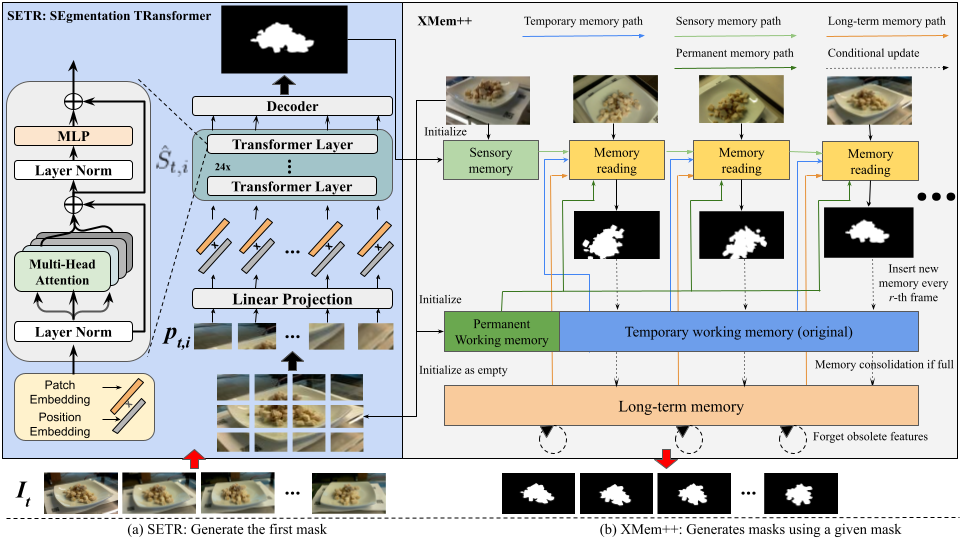 SETR: SEgmentation TRansformer
MLP
Layer Norm
Multi-Head
Attention
Layer Norm
Patch
Embedding
Position
Embedding
Ŝt,i
Decoder
Transformer Layer
24x
Transformer Layer
Linear Projection
pt,i
XMem++
Temporary memory path
Sensory memory path
Long-term memory path
Permanent memory path
Conditional update
Initialize
Sensory
memory
Memory
reading
Memory
reading
Memory
reading
Insert new
memory every
r-th frame
Initialize
Permanent
Working memory
Temporary working memory (original)
Initialize as empty
Memory consolidation if full
Long-term memory
Forget obsolete features
It
(a) SETR: Generate the first mask
(b) XMem++: Generates masks using a given mask